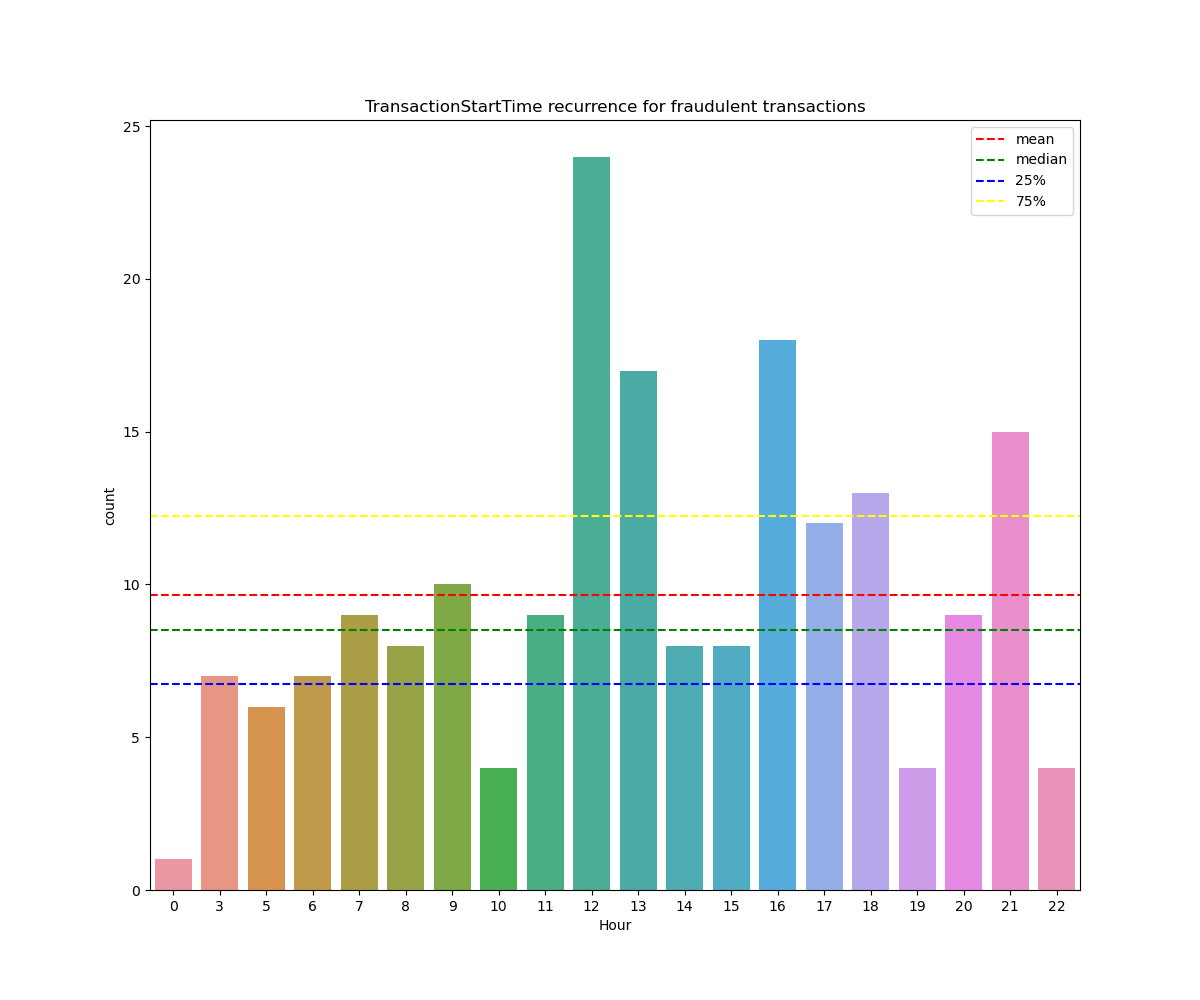 TransactionStartTime recurrence for fraudulent transactions
25
20
15
10
5
0
count
mean
median
25%
75%
0 3 5 6 7 8 9 10 11 12 13 14 15 16 17 18 19 20 21 22
Hour